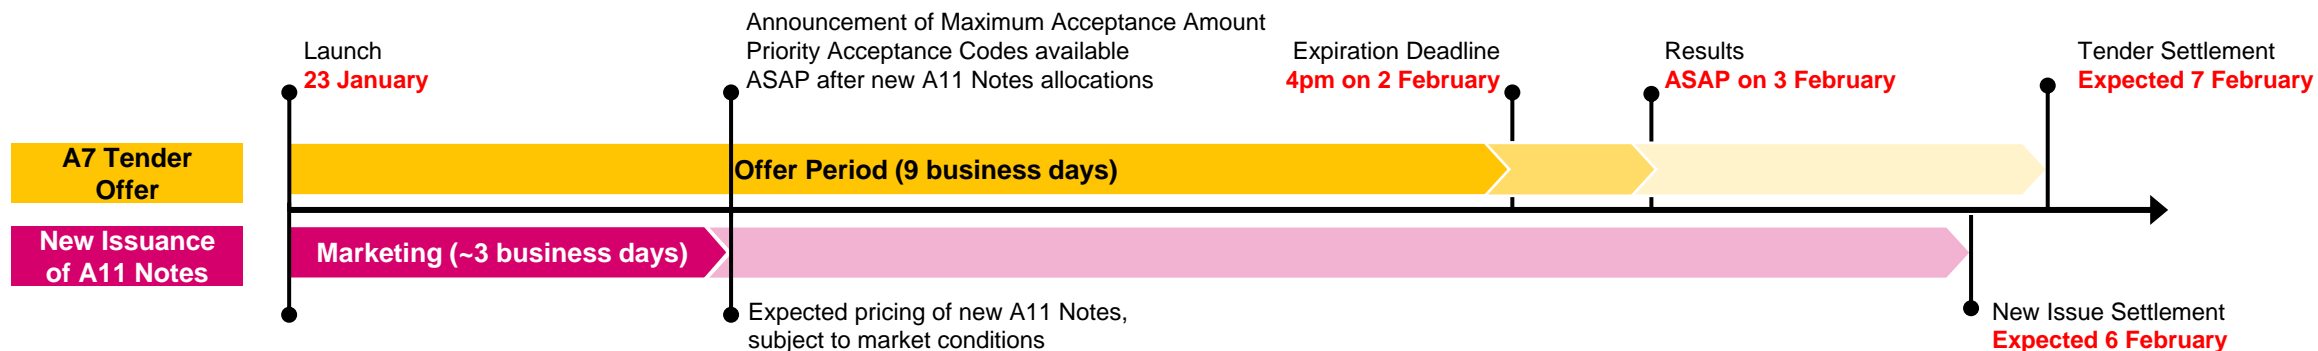 Launch
23 January
Announcement of Maximum Acceptance Amount
Priority Acceptance Codes available
ASAP after new A11 Notes allocations
Expiration Deadline
4pm on 2 February
Results
ASAP on 3 February
Tender Settlement
Expected 7 February
A7 Tender
Offer
Offer Period (9 business days)
New Issuance
of A11 Notes
Marketing (~3 business days)
Expected pricing of new A11 Notes,
subject to market conditions
New Issue Settlement
Expected 6 February